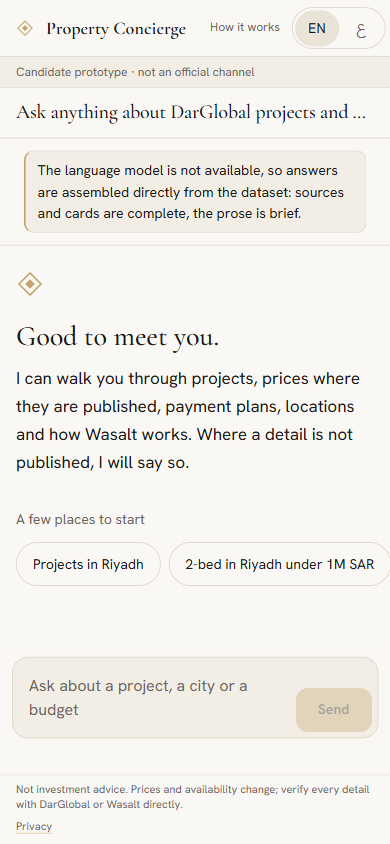 Property Concierge
How it works
EN
ع
Candidate prototype · not an official channel
Ask anything about DarGlobal projects and ...
The language model is not available, so answers
are assembled directly from the dataset: sources
and cards are complete, the prose is brief.
Good to meet you.
I can walk you through projects, prices where
they are published, payment plans, locations
and how Wasalt works. Where a detail is not
published, I will say so.
A few places to start
Projects in Riyadh
2-bed in Riyadh under 1M SAR
Ask about a project, a city or a
budget
Send
Not investment advice. Prices and availability change; verify every detail
with DarGlobal or Wasalt directly.
Privacy